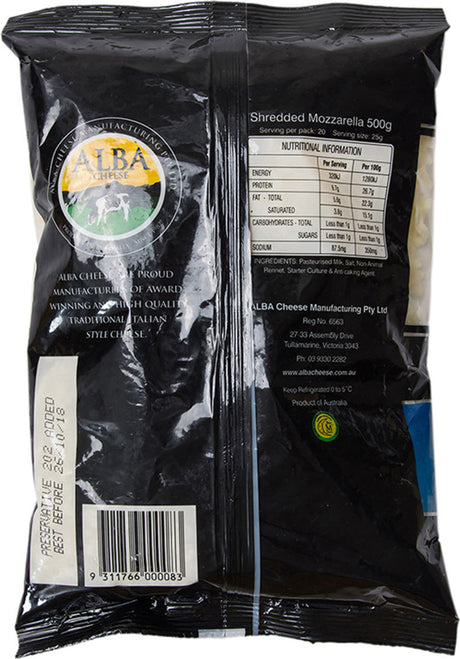 ALBA CHEESE MANUFACTURING P
ALBA
CHEESE
ALBA CHEESE ARE PROUD
MANUFACTURERS OF AWARD
WINNING AND HIGH QUALITY
TRADITIONAL ITALIAN
STYLE CHEESE.
PRESERVATIVE 202 ADDED
BEST BEFORE 26/10/18
9 311766 000083
Shredded Mozzarella 500g
Serving per pack: 20 Serving size: 25g
NUTRITIONAL INFORMATION
Per Serving Per 100g
ENERGY 320kJ 1280kJ
PROTEIN 6.7g 26.7g
FAT - TOTAL 5.6g 22.3g
- SATURATED 3.8g 15.1g
CARBOHYDRATES - TOTAL Less than 1g Less than 1g
SUGARS Less than 1g Less than 1g
SODIUM 87.5mg 350mg
INGREDIENTS: Pasteurised Milk, Salt, Non Animal
Rennet, Starter Culture & Anti caking Agent.
ALBA Cheese Manufacturing Pty Ltd
Reg No. 6563
27-33 Assembly Drive
Tullamarine, Victoria 3043
Ph: 03 9330 2282
www.albacheese.com.au
Keep Refrigerated 0 to 5°C
Product of Australia